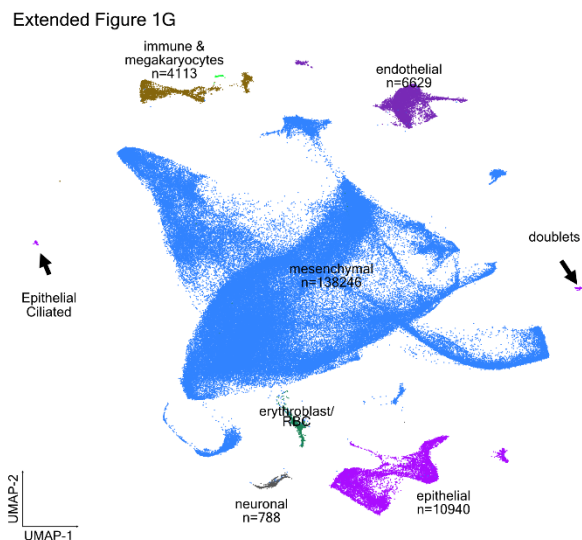 Extended Figure 1G
immune &
megakaryocytes
n=4113
endothelial
n=6629
doublets
mesenchymal
n=138246
Epithelial
Ciliated
erythroblast/
RBC
neuronal
n=788
epithelial
n=10940
UMAP-2
UMAP-1